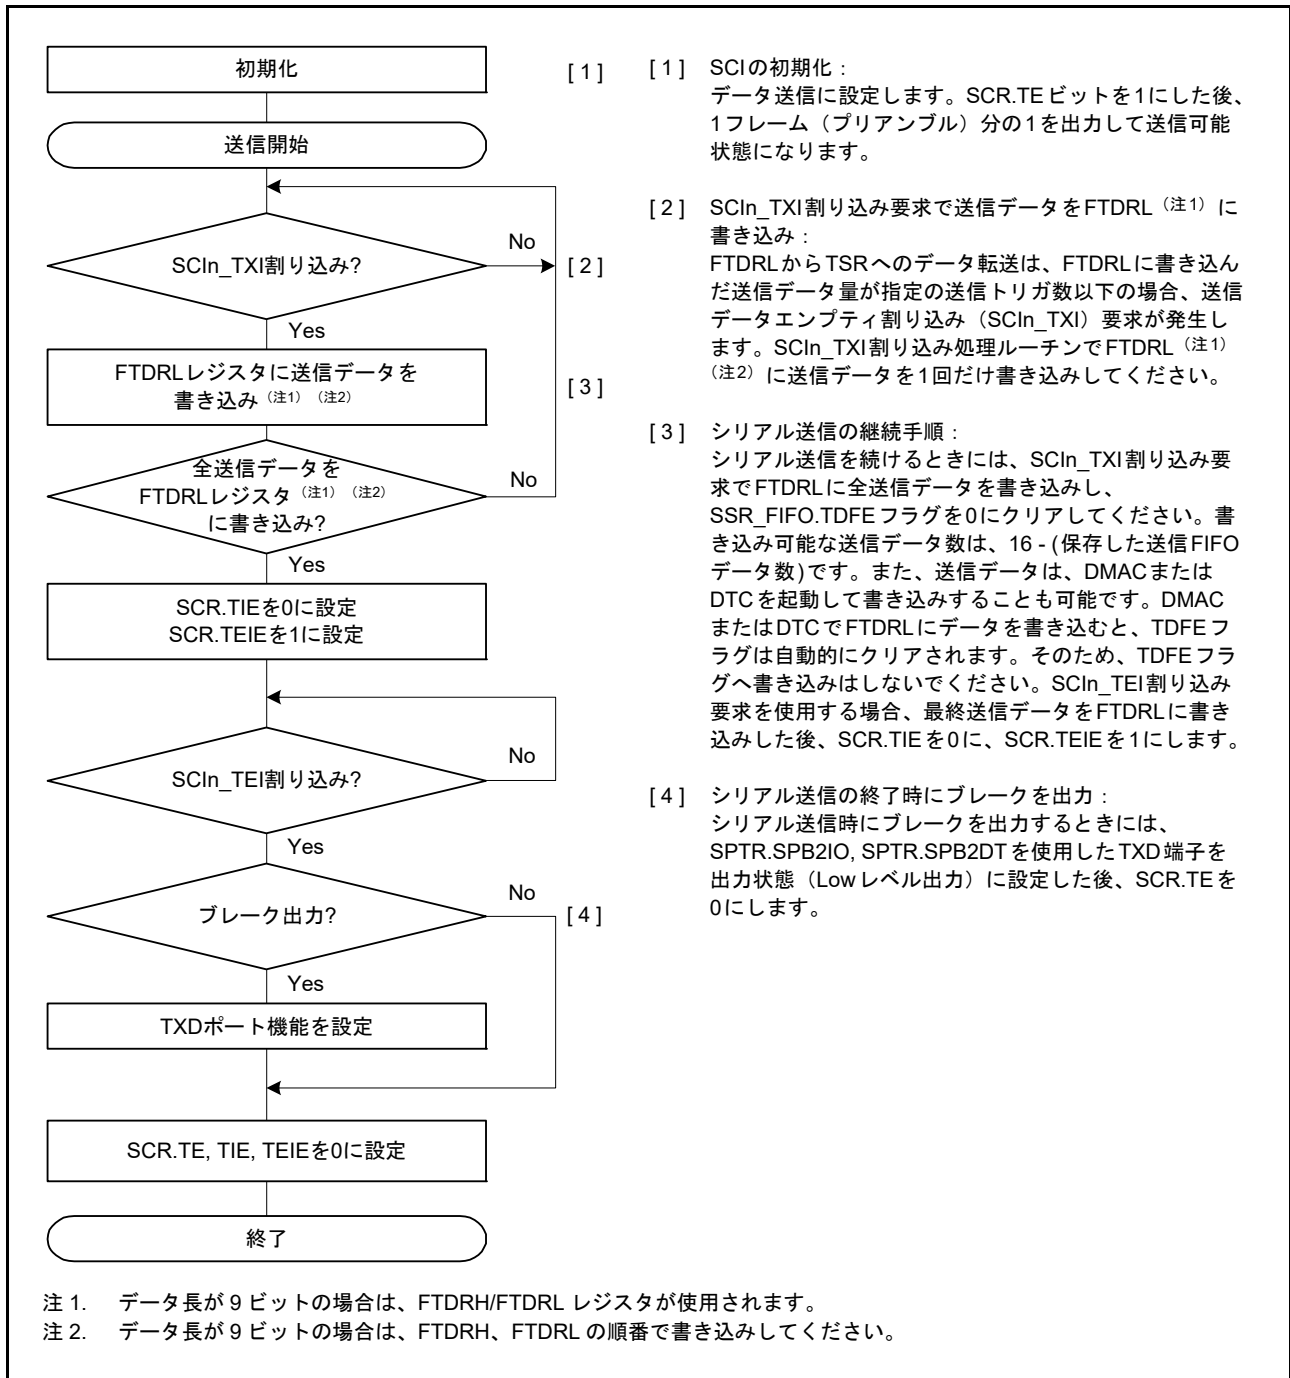 初期化
[ 1 ]
送信開始
SCIn_TXI割り込み?
No
[ 2 ]
Yes
FTDRLレジスタに送信データを
書き込み（注1）（注2）
[ 3 ]
全送信データを
FTDRLレジスタ（注1）（注2）
に書き込み?
No
Yes
SCR.TIEを0に設定
SCR.TEIEを1に設定
SCIn_TEI割り込み?
No
Yes
ブレーク出力?
No
[ 4 ]
Yes
TXDポート機能を設定
SCR.TE, TIE, TEIEを0に設定
終了
[ 1 ] SCIの初期化：
データ送信に設定します。SCR.TEビットを1にした後、
1フレーム（プリアンブル）分の1を出力して送信可能
状態になります。
[ 2 ] SCIn_TXI割り込み要求で送信データをFTDRL（注1）に
書き込み：
FTDRLからTSRへのデータ転送は、FTDRLに書き込ん
だ送信データ量が指定の送信トリガ数以下の場合、送信
データエンプティ割り込み（SCIn_TXI）要求が発生し
ます。SCIn_TXI割り込み処理ルーチンでFTDRL（注1）
（注2）に送信データを1回だけ書き込みしてください。
[ 3 ] シリアル送信の継続手順：
シリアル送信を続けるときには、SCIn_TXI割り込み要
求でFTDRLに全送信データを書き込みし、
SSR_FIFO.TDFEフラグを0にクリアしてください。書
き込み可能な送信データ数は、16 - (保存した送信FIFO
データ数)です。また、送信データは、DMACまたは
DTCを起動して書き込みすることも可能です。DMAC
またはDTCでFTDRLにデータを書き込むと、TDFEフ
ラグは自動的にクリアされます。そのため、TDFEフラ
グへ書き込みはしないでください。SCIn_TEI割り込み
要求を使用する場合、最終送信データをFTDRLに書き
込みした後、SCR.TIEを0に、SCR.TEIEを1にします。
[ 4 ] シリアル送信の終了時にブレークを出力：
シリアル送信時にブレークを出力するときには、
SPTR.SPB2IO, SPTR.SPB2DTを使用したTXD端子を
出力状態（Lowレベル出力）に設定した後、SCR.TEを
0にします。
注 1. データ長が 9 ビットの場合は、FTDRH/FTDRL レジスタが使用されます。
注 2. データ長が 9 ビットの場合は、FTDRH、FTDRL の順番で書き込みしてください。